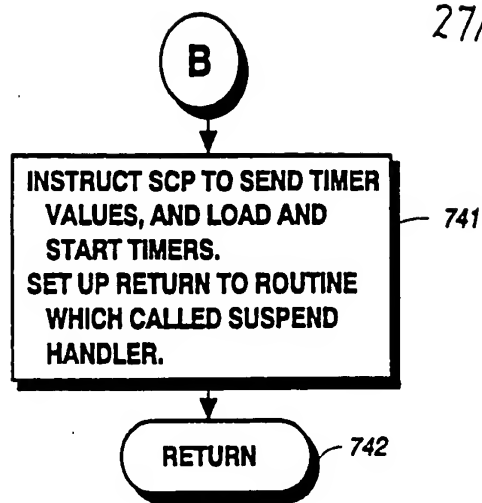 27/
B
INSTRUCT SCP TO SEND TIMER
VALUES, AND LOAD AND
START TIMERS.
SET UP RETURN TO ROUTINE
WHICH CALLED SUSPEND
HANDLER.
741
RETURN
742